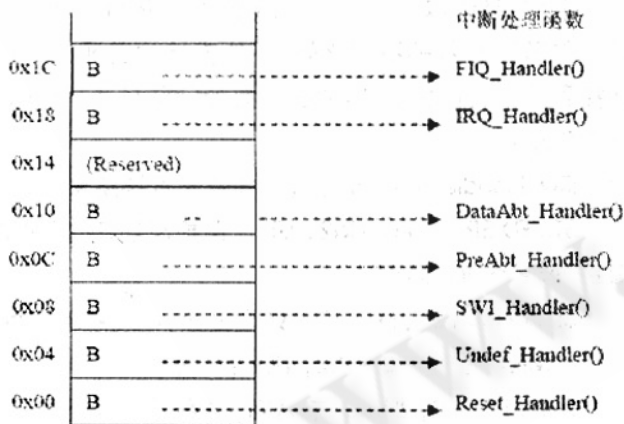 中断处理函数
0x1C B FIQ_Handler()
0x18 B IRQ_Handler()
0x14 (Reserved)
0x10 B DataAbt_Handler()
0x0C B PreAbt_Handler()
0x08 B SWI_Handler()
0x04 B Undef_Handler()
0x00 B Reset_Handler()
WWW.